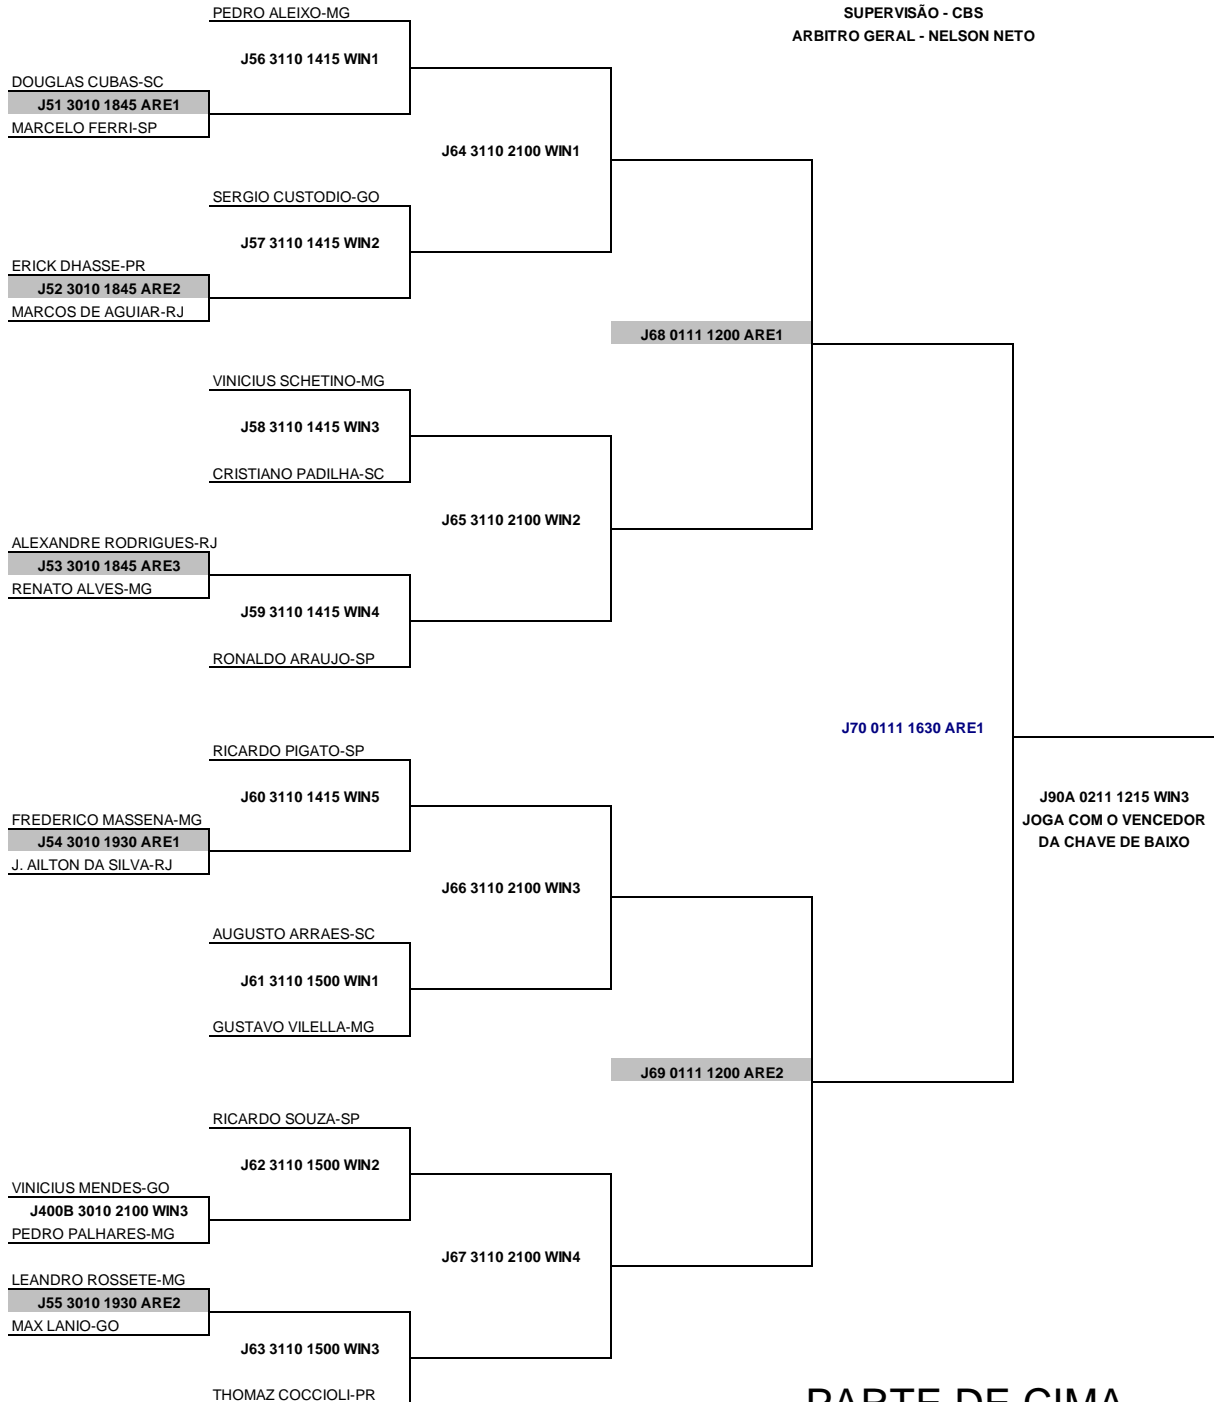 PEDRO ALEIXO-MG
SUPERVISÃO - CBS
ARBITRO GERAL - NELSON NETO
J56 3110 1415 WIN1
DOUGLAS CUBAS-SC
J51 3010 1845 ARE1
MARCELO FERRI-SP
J64 3110 2100 WIN1
SERGIO CUSTODIO-GO
J57 3110 1415 WIN2
ERICK DHASSE-PR
J52 3010 1845 ARE2
MARCOS DE AGUIAR-RJ
J68 0111 1200 ARE1
VINICIUS SCHETINO-MG
J58 3110 1415 WIN3
CRISTIANO PADILHA-SC
J65 3110 2100 WIN2
ALEXANDRE RODRIGUES-RJ
J53 3010 1845 ARE3
RENATO ALVES-MG
J59 3110 1415 WIN4
RONALDO ARAUJO-SP
J70 0111 1630 ARE1
RICARDO PIGATO-SP
J60 3110 1415 WIN5
J90A 0211 1215 WIN3
JOGA COM O VENCEDOR
DA CHAVE DE BAIXO
FREDERICO MASSENA-MG
J54 3010 1930 ARE1
J. AILTON DA SILVA-RJ
J66 3110 2100 WIN3
AUGUSTO ARRAES-SC
J61 3110 1500 WIN1
GUSTAVO VILELLA-MG
J69 0111 1200 ARE2
RICARDO SOUZA-SP
J62 3110 1500 WIN2
VINICIUS MENDES-GO
J400B 3010 2100 WIN3
PEDRO PALHARES-MG
J67 3110 2100 WIN4
LEANDRO ROSSETE-MG
J55 3010 1930 ARE2
MAX LANIO-GO
J63 3110 1500 WIN3
THOMAZ COCCIOLI-PR
PARTE DE CIMA